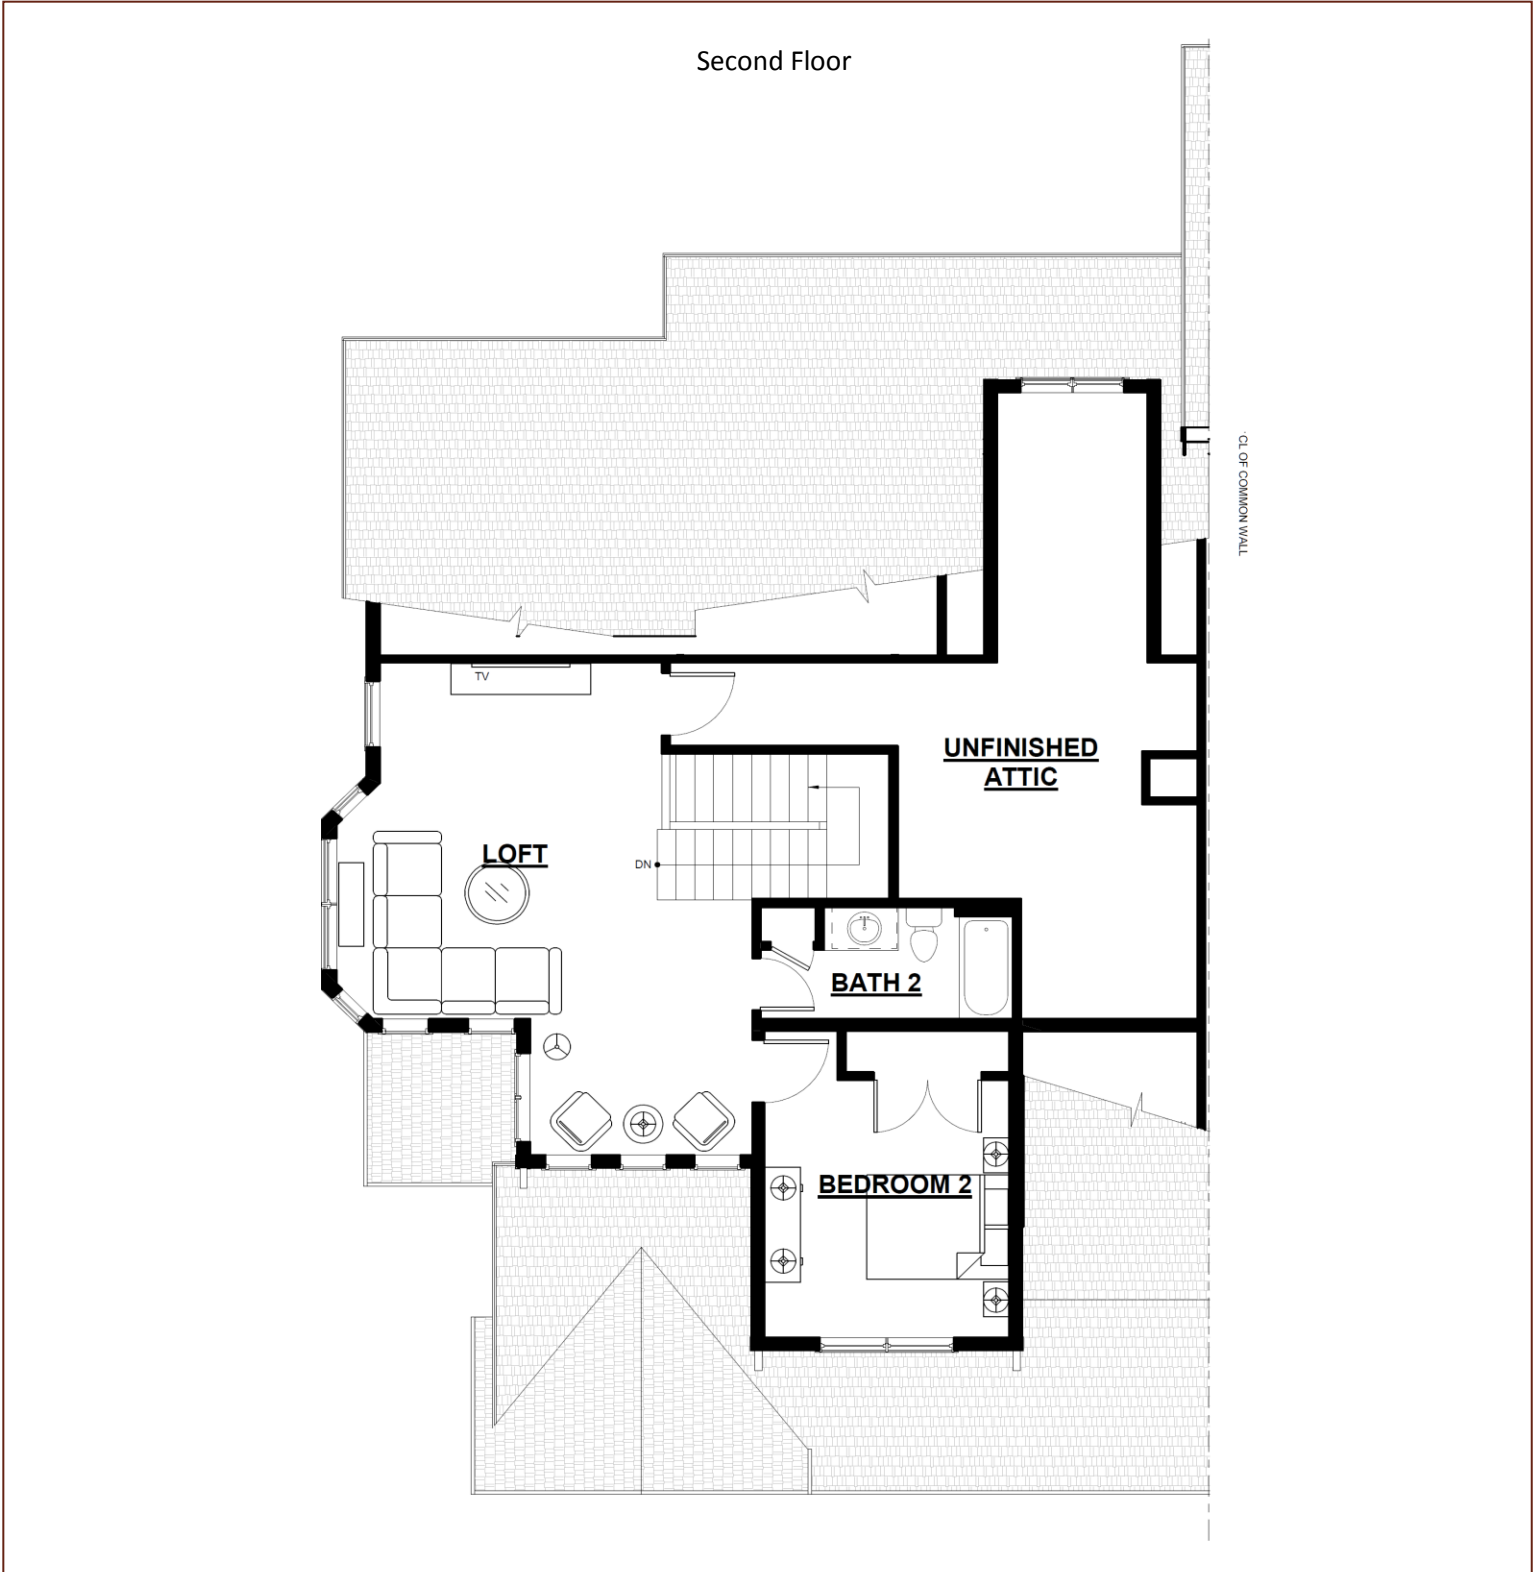 Second Floor
'CL OF COMMON WALL
TV
UNFINISHED
ATTIC
LOFT
DN
BATH 2
BEDROOM 2